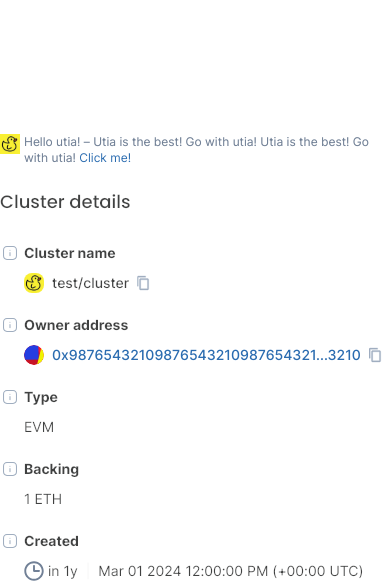 Hello utia! – Utia is the best! Go with utia! Utia is the best! Go
with utia! Click me!
Cluster details
Cluster name
test/cluster
Owner address
0x98765432109876543210987654321...3210
Type
EVM
Backing
1 ETH
Created
in 1y Mar 01 2024 12:00:00 PM (+00:00 UTC)